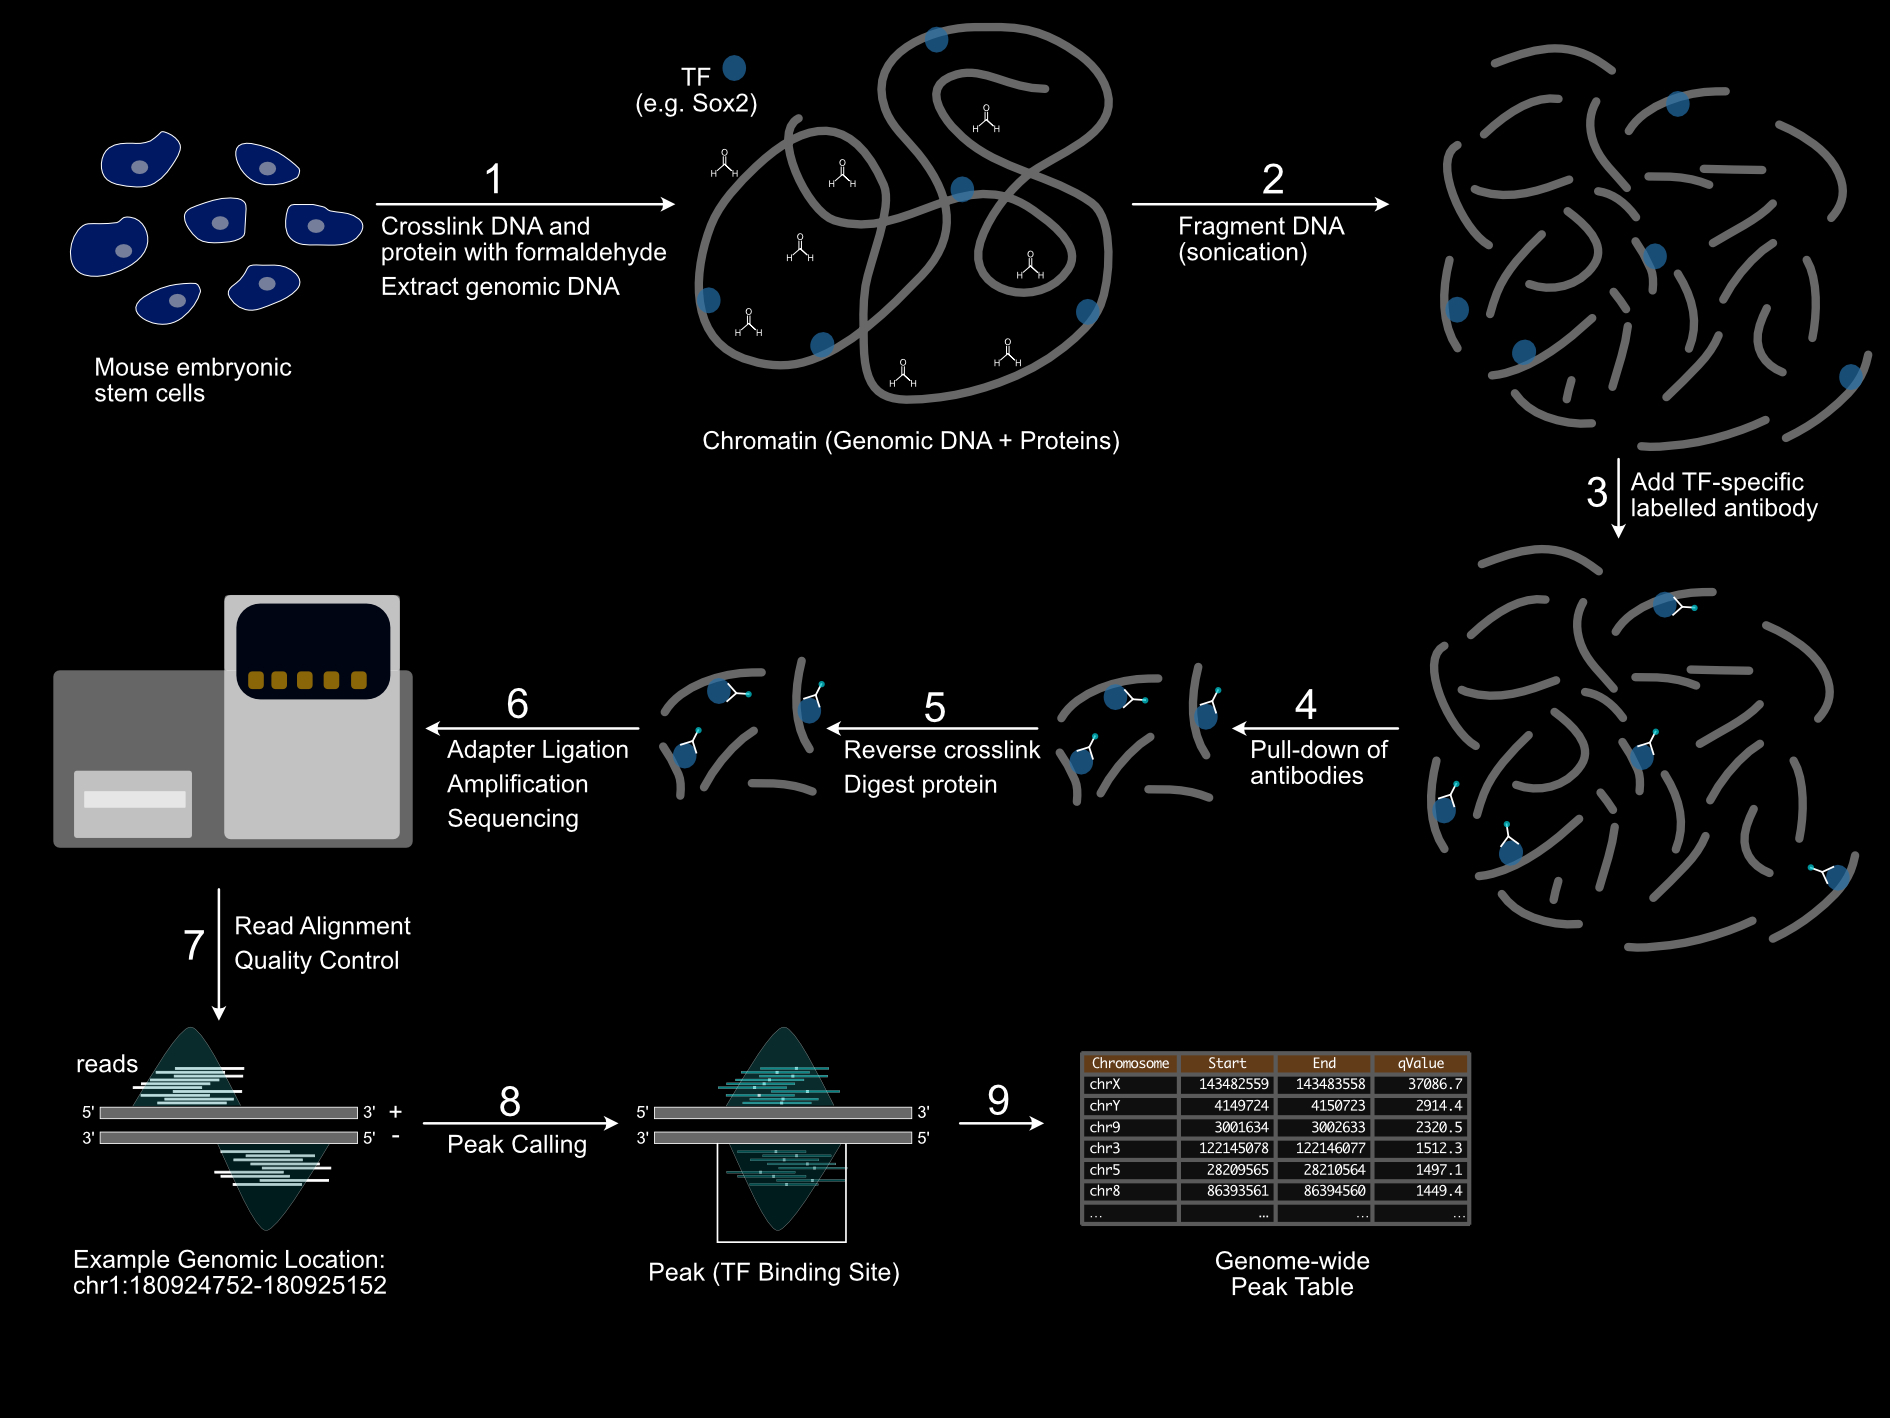 TF
(e.g. Sox2)
1
Crosslink DNA and
protein with formaldehyde
Extract genomic DNA
Mouse embryonic
stem cells
O
H H
O
H H
O
H H
O
H H
O
H H
O
H H
O
H H
Chromatin (Genomic DNA + Proteins)
2
Fragment DNA
(sonication)
3
Add TF-specific
labelled antibody
4
Pull-down of
antibodies
5
Reverse crosslink
Digest protein
6
Adapter Ligation
Amplification
Sequencing
7
Read Alignment
Quality Control
reads
5' 3' +
3' 5' -
Example Genomic Location:
chr1:180924752-180925152
8
Peak Calling
5' 3'
3' 5'
Peak (TF Binding Site)
9
Chromosome Start End qValue
chrX 143482559 143483558 37086.7
chrY 4149724 4150723 2914.4
chr9 3001634 3002633 2320.5
chr3 122145078 122146077 1512.3
chr5 28209565 28210564 1497.1
chr8 86393561 86394560 1449.4
... ... ... ...
Genome-wide
Peak Table